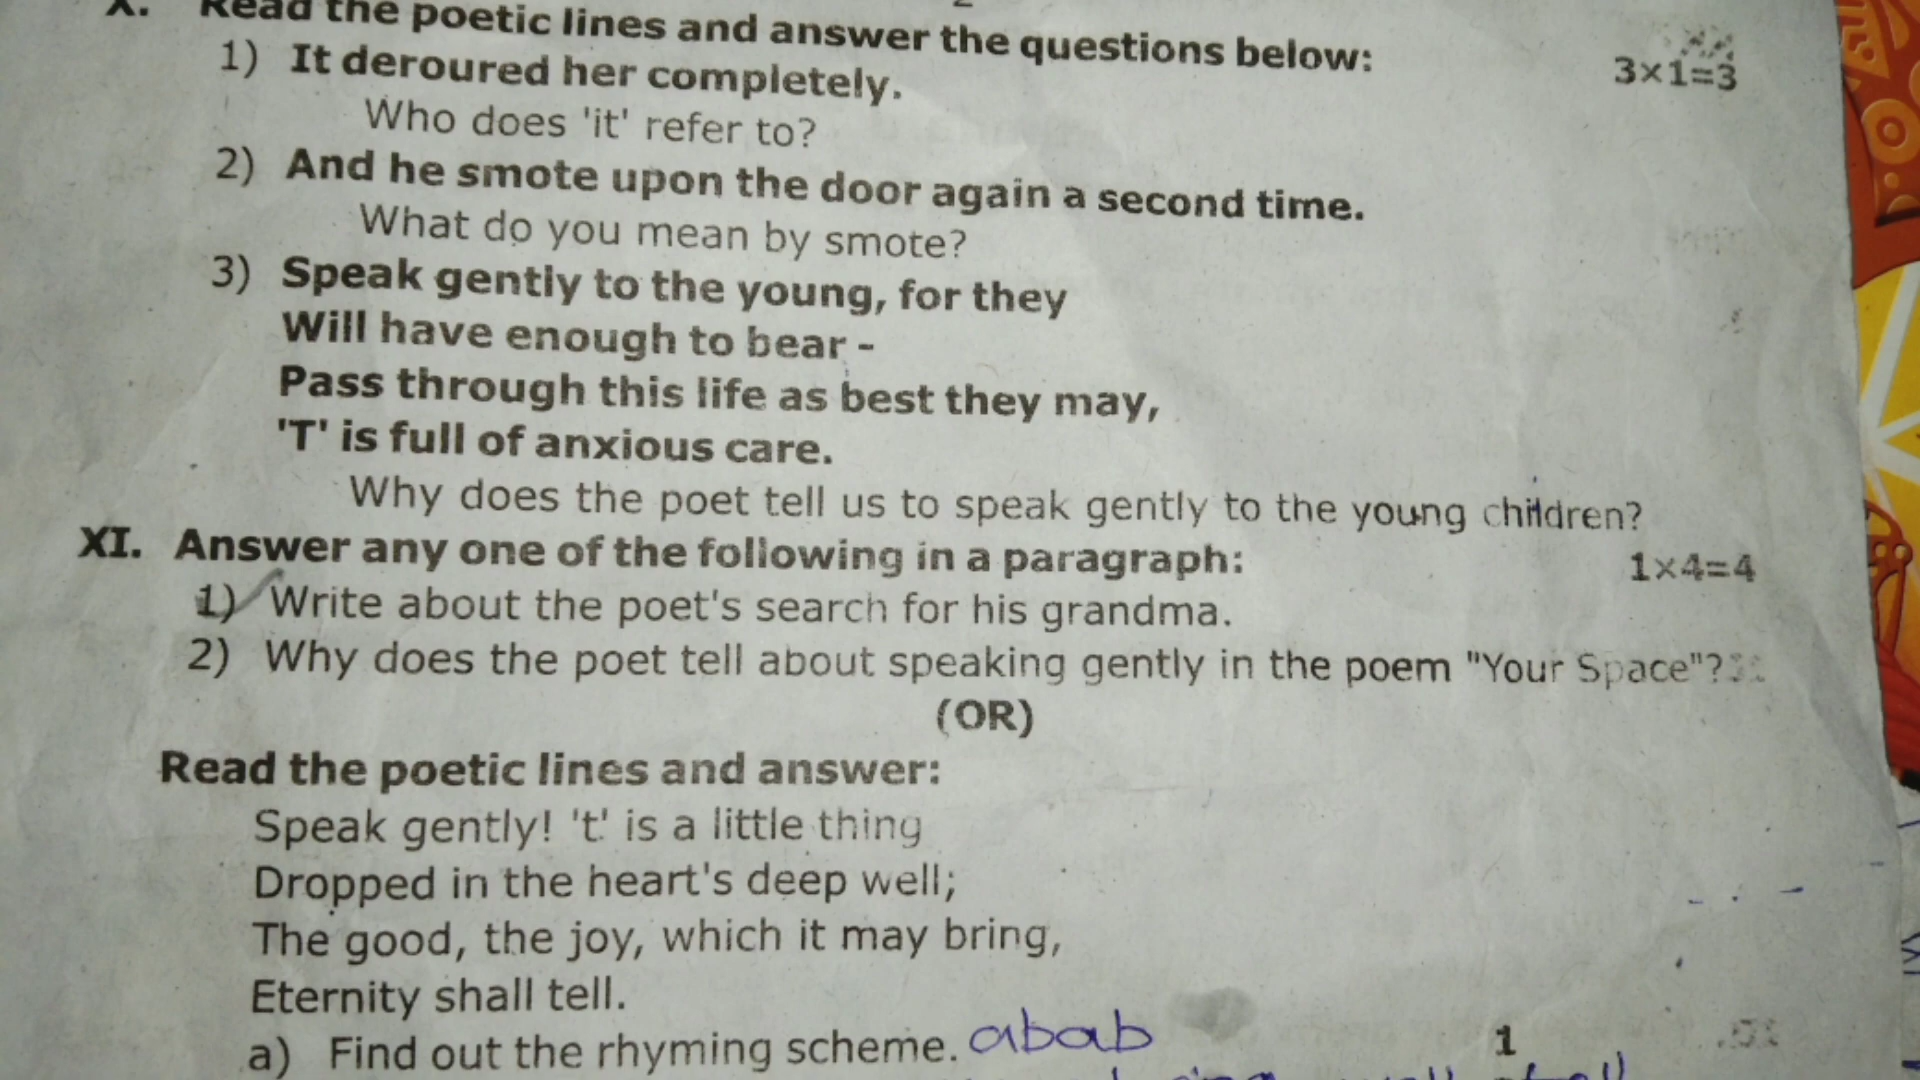 X. Read the poetic lines and answer the questions below:
3×1=3
1) It deroured her completely.
Who does 'it' refer to?
2) And he smote upon the door again a second time.
What do you mean by smote?
3) Speak gently to the young, for they
Will have enough to bear -
Pass through this life as best they may,
'T' is full of anxious care.
Why does the poet tell us to speak gently to the young children?
XI. Answer any one of the following in a paragraph:
1×4=4
1) Write about the poet's search for his grandma.
2) Why does the poet tell about speaking gently in the poem "Your Space"?
(OR)
Read the poetic lines and answer:
Speak gently! 't' is a little thing
Dropped in the heart's deep well;
The good, the joy, which it may bring,
Eternity shall tell.
a) Find out the rhyming scheme. abab 1